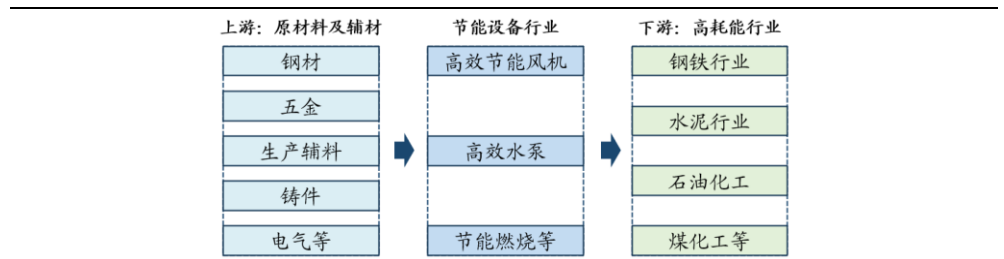 上游：原材料及辅材
钢材
五金
生产辅料
铸件
电气等
节能设备行业
高效节能风机
高效水泵
节能燃烧等
下游：高耗能行业
钢铁行业
水泥行业
石油化工
煤化工等